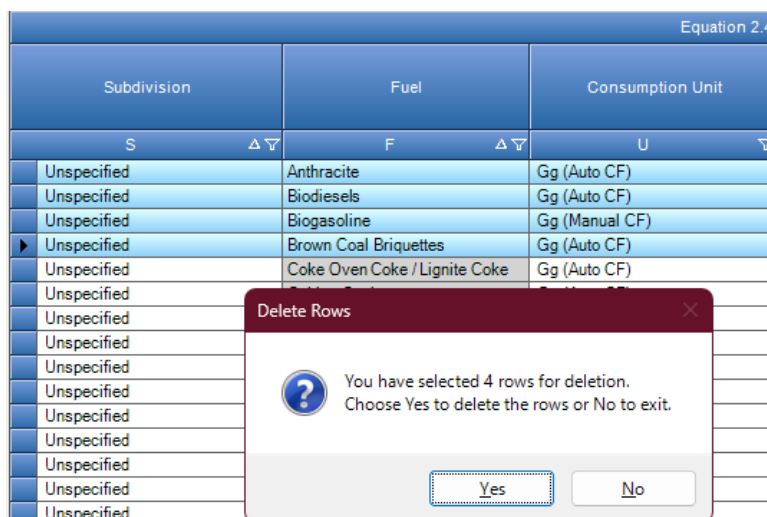 Equation 2.4
Subdivision Fuel Consumption Unit
S F U
Unspecified Anthracite Gg (Auto CF)
Unspecified Biodiesels Gg (Auto CF)
Unspecified Biogasoline Gg (Manual CF)
Unspecified Brown Coal Briquettes Gg (Auto CF)
Unspecified Coke Oven Coke / Lignite Coke Gg (Auto CF)
Unspecified
Delete Rows
Unspecified
Unspecified
Unspecified
You have selected 4 rows for deletion.
Unspecified
Choose Yes to delete the rows or No to exit.
Unspecified
Unspecified
Unspecified
Unspecified
Yes No
Unspecified